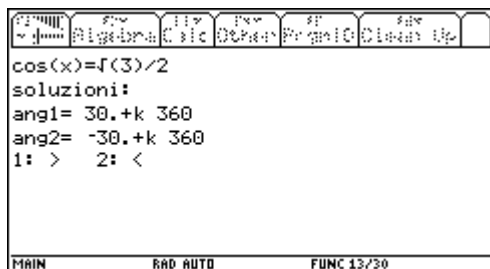 Algebra Calc Other PrgmIO Clean Up
cos(x)=√(3)/2
soluzioni:
ang1= 30.+k 360
ang2= -30.+k 360
1: > 2: <
MAIN RAD AUTO FUNC 13/30